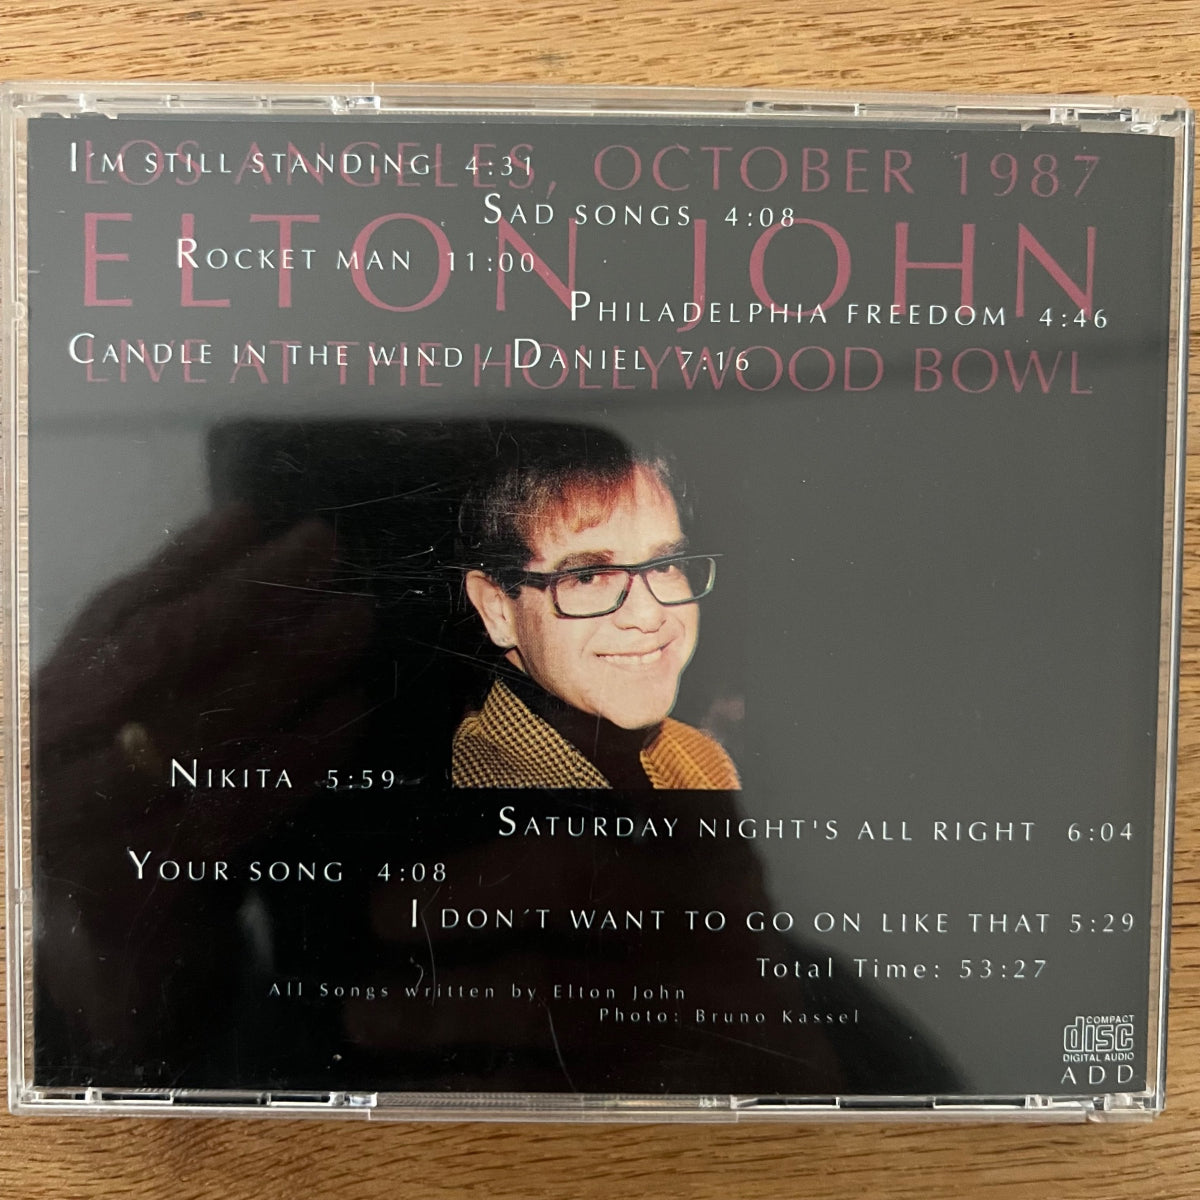 LOS ANGELES, OCTOBER 1987
ELTON JOHN
LIVE AT THE HOLLYWOOD BOWL
I´M STILL STANDING 4:31
SAD SONGS 4:08
ROCKET MAN 11:00
PHILADELPHIA FREEDOM 4:46
CANDLE IN THE WIND / DANIEL 7:16
NIKITA 5:59
SATURDAY NIGHT'S ALL RIGHT 6:04
YOUR SONG 4:08
I DON´T WANT TO GO ON LIKE THAT 5:29
Total Time: 53:27
All Songs written by Elton John
Photo: Bruno Kassel
COMPACT
disc
DIGITAL AUDIO
ADD